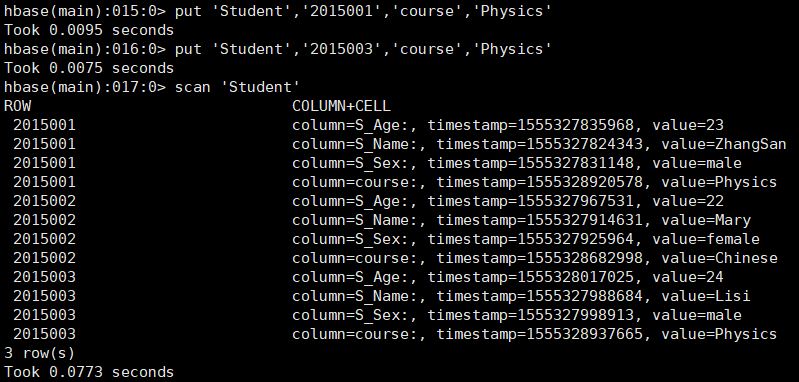 hbase(main):015:0> put 'Student','2015001','course','Physics'
Took 0.0095 seconds
hbase(main):016:0> put 'Student','2015003','course','Physics'
Took 0.0075 seconds
hbase(main):017:0> scan 'Student'
ROW                              COLUMN+CELL
 2015001                         column=S_Age:, timestamp=1555327835968, value=23
 2015001                         column=S_Name:, timestamp=1555327824343, value=ZhangSan
 2015001                         column=S_Sex:, timestamp=1555327831148, value=male
 2015001                         column=course:, timestamp=1555328920578, value=Physics
 2015002                         column=S_Age:, timestamp=1555327967531, value=22
 2015002                         column=S_Name:, timestamp=1555327914631, value=Mary
 2015002                         column=S_Sex:, timestamp=1555327925964, value=female
 2015002                         column=course:, timestamp=1555328682998, value=Chinese
 2015003                         column=S_Age:, timestamp=1555328017025, value=24
 2015003                         column=S_Name:, timestamp=1555327988684, value=Lisi
 2015003                         column=S_Sex:, timestamp=1555327998913, value=male
 2015003                         column=course:, timestamp=1555328937665, value=Physics
3 row(s)
Took 0.0773 seconds